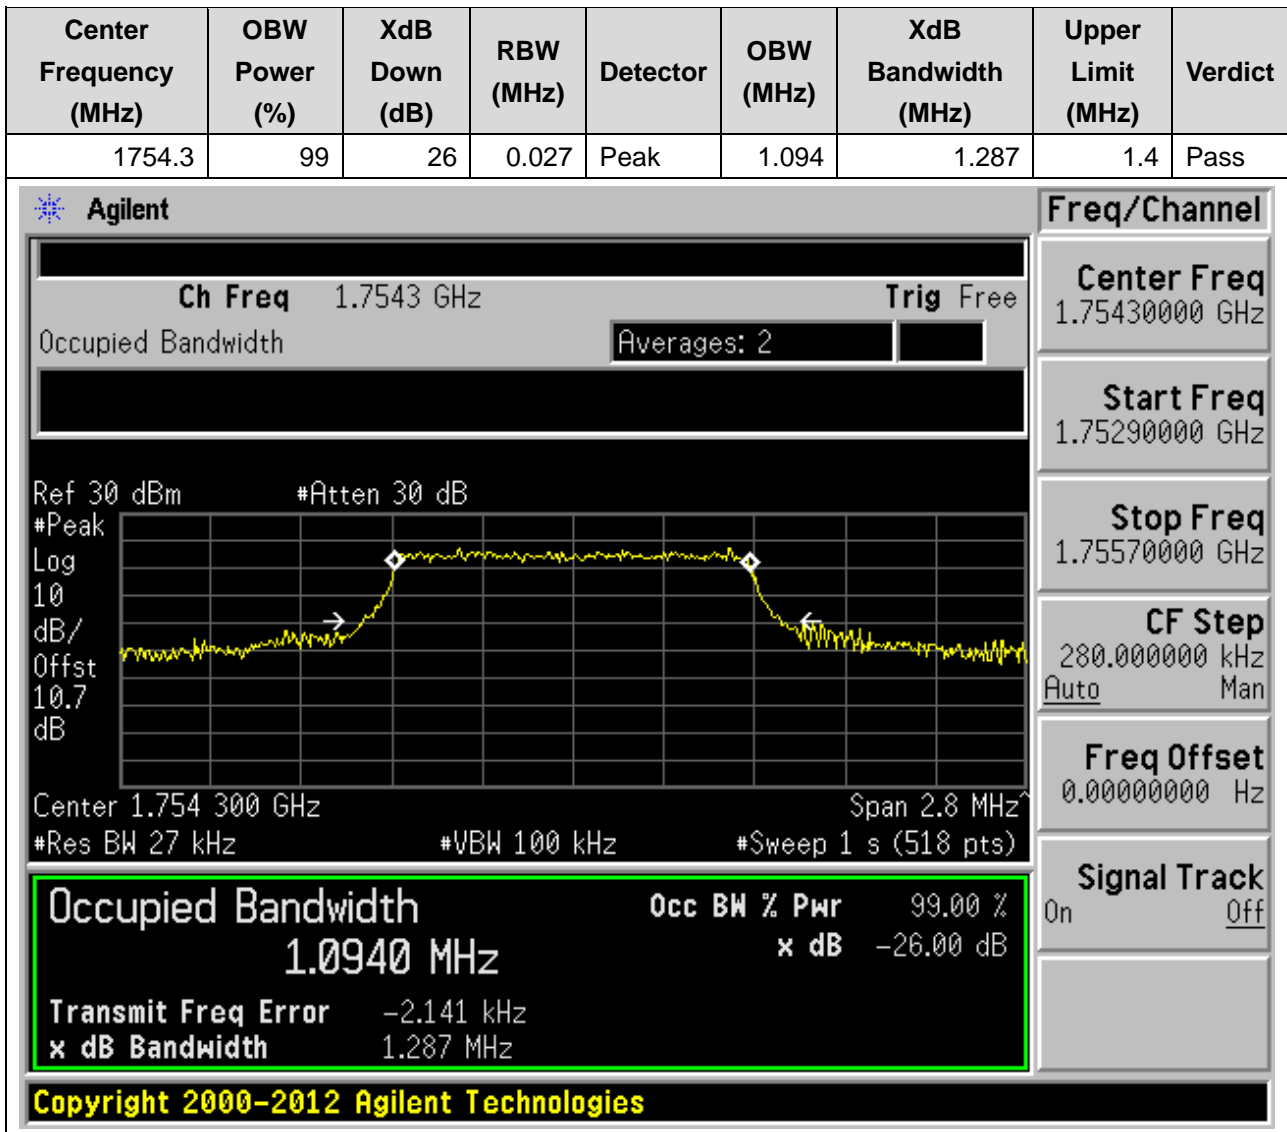 Center Frequency (MHz) OBW Power (%) XdB Down (dB) RBW (MHz) Detector OBW (MHz) XdB Bandwidth (MHz) Upper Limit (MHz) Verdict
1754.3 99 26 0.027 Peak 1.094 1.287 1.4 Pass
Agilent
Freq/Channel
Ch Freq 1.7543 GHz Trig Free
Occupied Bandwidth Averages: 2
Center Freq
1.75430000 GHz
Start Freq
1.75290000 GHz
Stop Freq
1.75570000 GHz
CF Step
280.000000 kHz
Auto Man
Freq Offset
0.00000000 Hz
Signal Track
On Off
Ref 30 dBm #Atten 30 dB
#Peak
Log
10
dB/
Offst
10.7
dB
Center 1.754 300 GHz Span 2.8 MHz^
#Res BW 27 kHz #VBW 100 kHz #Sweep 1 s (518 pts)
Occupied Bandwidth
1.0940 MHz
Occ BW % Pwr 99.00 %
x dB -26.00 dB
Transmit Freq Error -2.141 kHz
x dB Bandwidth 1.287 MHz
Copyright 2000-2012 Agilent Technologies